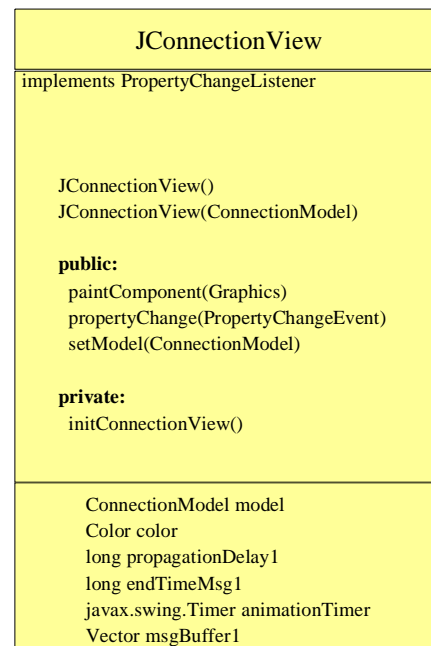 JConnectionView
implements PropertyChangeListener
JConnectionView()
JConnectionView(ConnectionModel)
public:
paintComponent(Graphics)
propertyChange(PropertyChangeEvent)
setModel(ConnectionModel)
private:
initConnectionView()
ConnectionModel model
Color color
long propagationDelay1
long endTimeMsg1
javax.swing.Timer animationTimer
Vector msgBuffer1